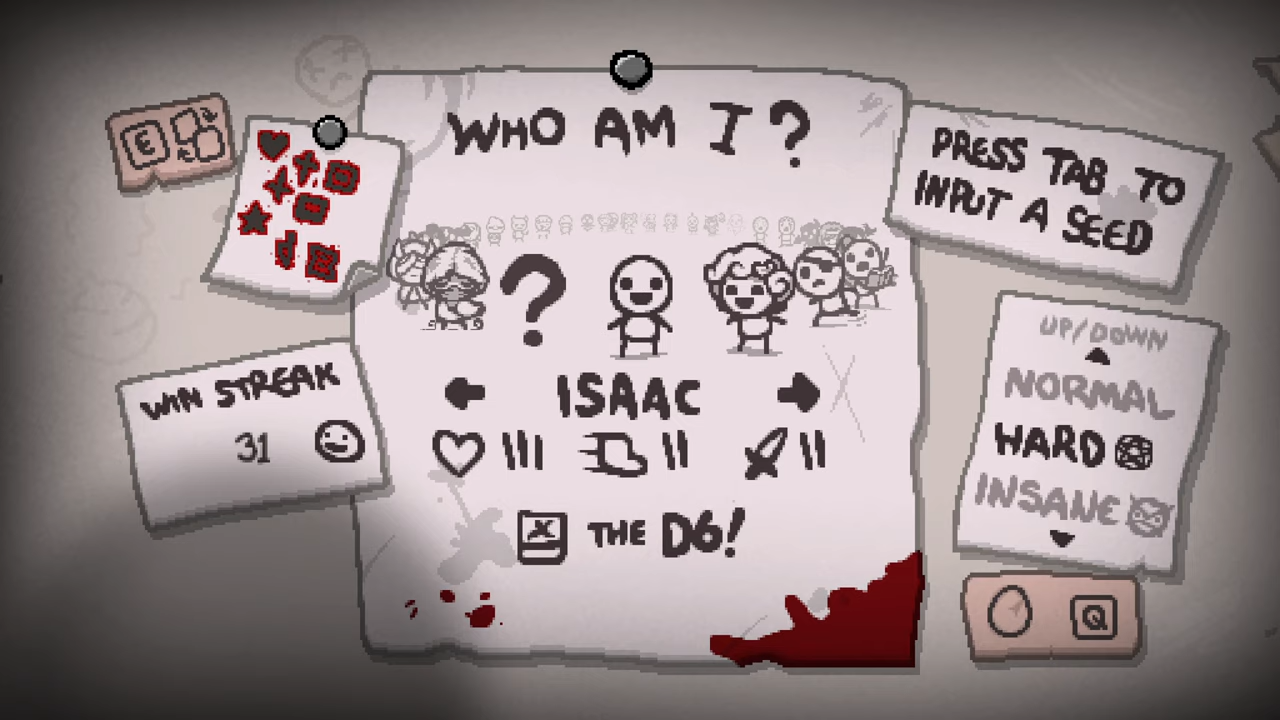 WHO AM I?
E
PRESS TAB TO
INPUT A SEED
WIN STREAK
31
?
ISAAC
THE D6!
UP/DOWN
NORMAL
HARD
INSANE
Q